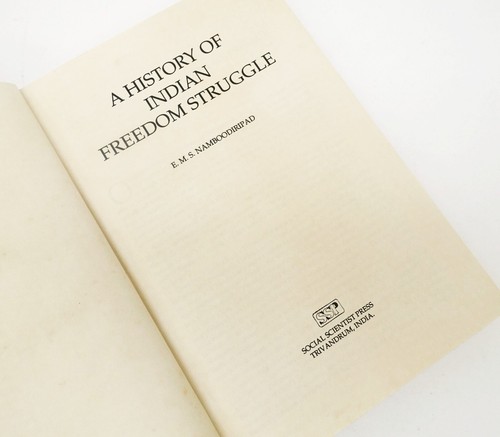 A HISTORY OF
INDIAN
FREEDOM STRUGGLE
E. M. S. NAMBOODIRIPAD
SSP
SOCIAL SCIENTIST PRESS
TRIVANDRUM, INDIA.